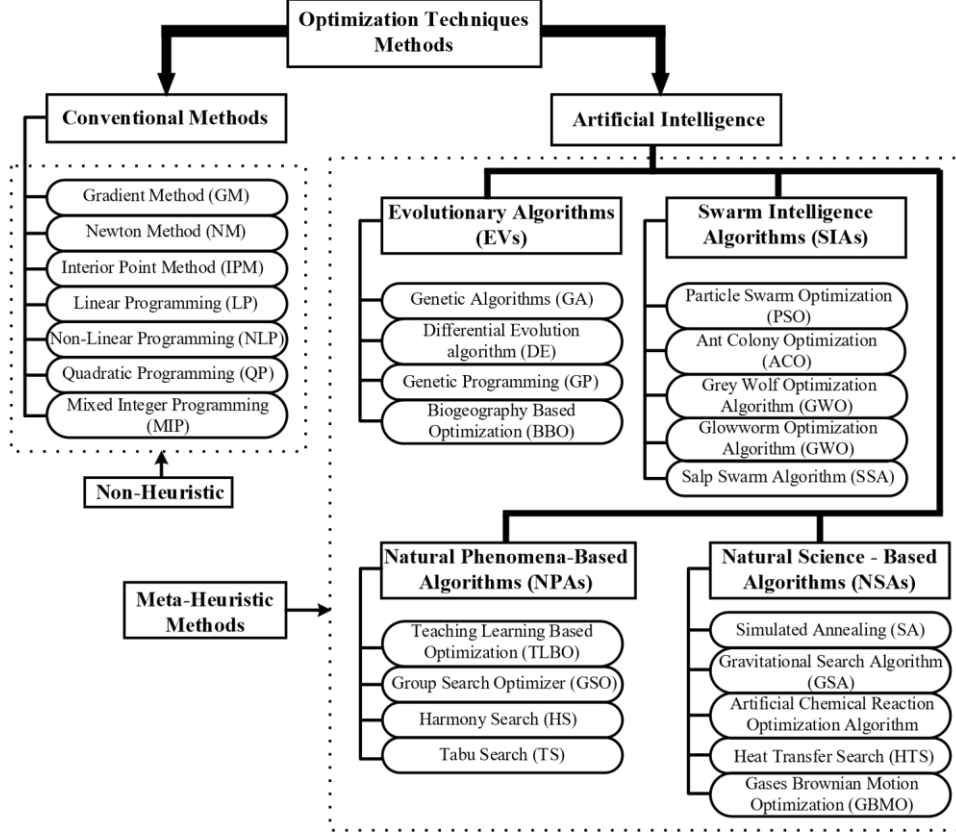 Optimization Techniques
Methods
Conventional Methods
Artificial Intelligence
Gradient Method (GM)
Newton Method (NM)
Interior Point Method (IPM)
Linear Programming (LP)
Non-Linear Programming (NLP)
Quadratic Programming (QP)
Mixed Integer Programming
(MIP)
Non-Heuristic
Evolutionary Algorithms
(EVs)
Genetic Algorithms (GA)
Differential Evolution
algorithm (DE)
Genetic Programming (GP)
Biogeography Based
Optimization (BBO)
Swarm Intelligence
Algorithms (SIAs)
Particle Swarm Optimization
(PSO)
Ant Colony Optimization
(ACO)
Grey Wolf Optimization
Algorithm (GWO)
Glowworm Optimization
Algorithm (GWO)
Salp Swarm Algorithm (SSA)
Meta-Heuristic
Methods
Natural Phenomena-Based
Algorithms (NPAs)
Teaching Learning Based
Optimization (TLBO)
Group Search Optimizer (GSO)
Harmony Search (HS)
Tabu Search (TS)
Natural Science - Based
Algorithms (NSAs)
Simulated Annealing (SA)
Gravitational Search Algorithm
(GSA)
Artificial Chemical Reaction
Optimization Algorithm
Heat Transfer Search (HTS)
Gases Brownian Motion
Optimization (GBMO)